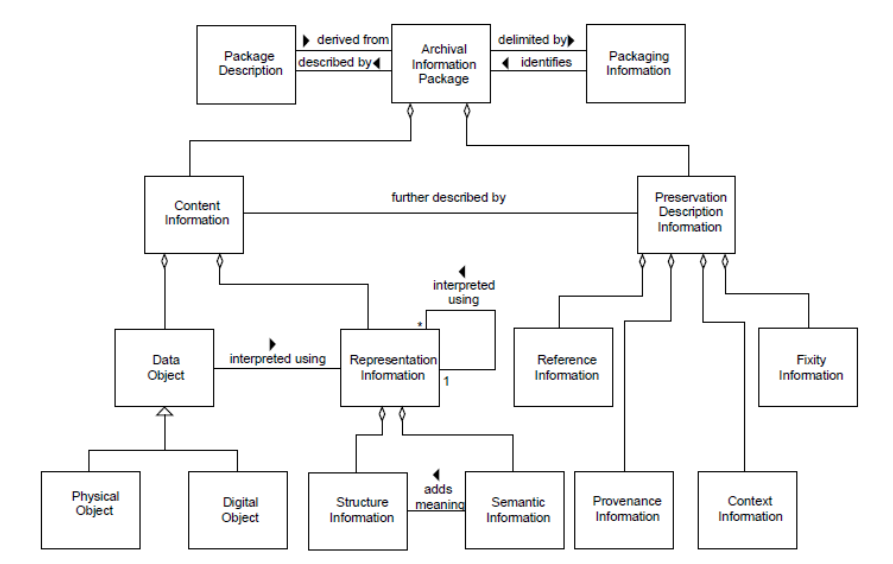 Package
Description
derived from
described by
Archival
Information
Package
delimited by
identifies
Packaging
Information
Content
Information
further described by
Preservation
Description
Information
interpreted
using
*
1
Data
Object
interpreted using
Representation
Information
Reference
Information
Fixity
Information
Physical
Object
Digital
Object
Structure
Information
adds
meaning
Semantic
Information
Provenance
Information
Context
Information